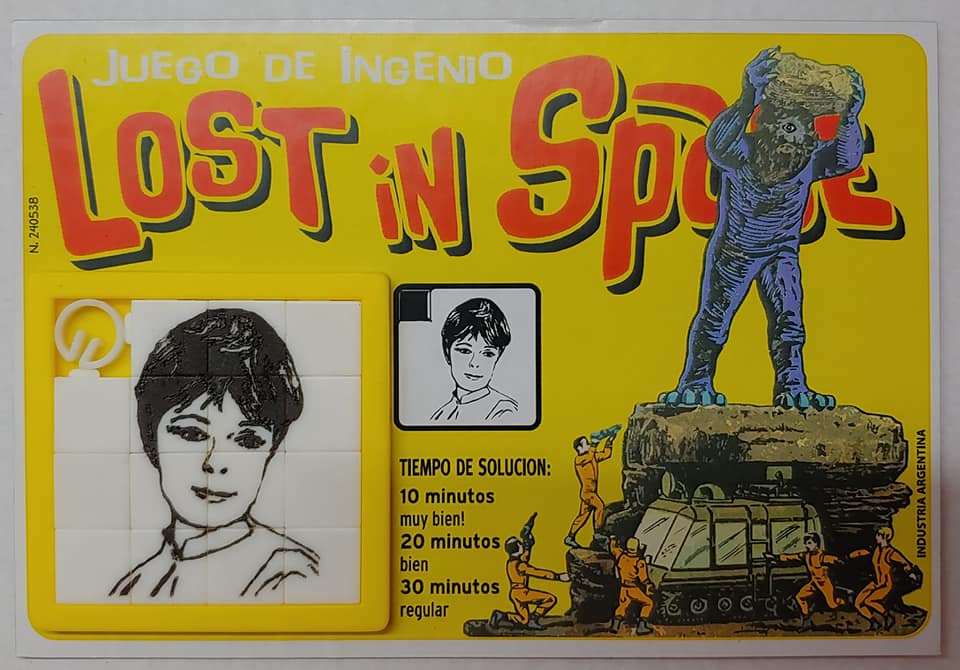 JUEGO DE INGENIO
LOST IN SPACE
N. 240538
TIEMPO DE SOLUCION:
10 minutos
muy bien!
20 minutos
bien
30 minutos
regular
INDUSTRIA ARGENTINA